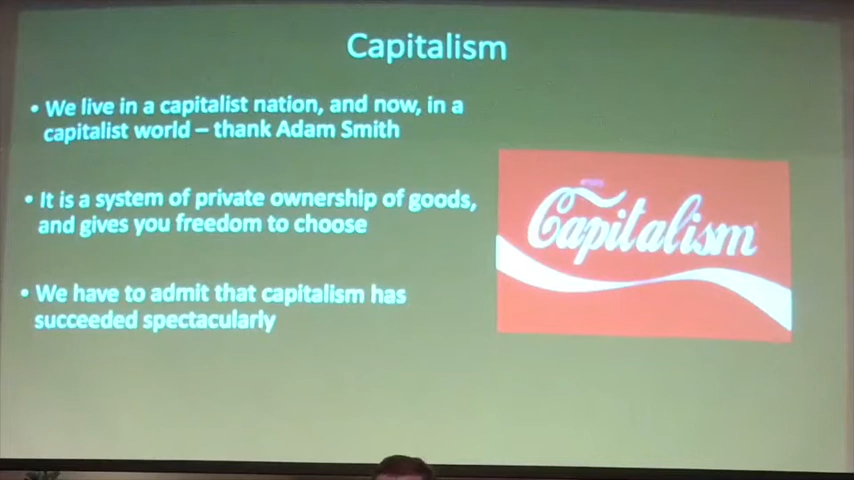 Capitalism
• We live in a capitalist nation, and now, in a
capitalist world – thank Adam Smith
• It is a system of private ownership of goods,
and gives you freedom to choose
• We have to admit that capitalism has
succeeded spectacularly
Capitalism